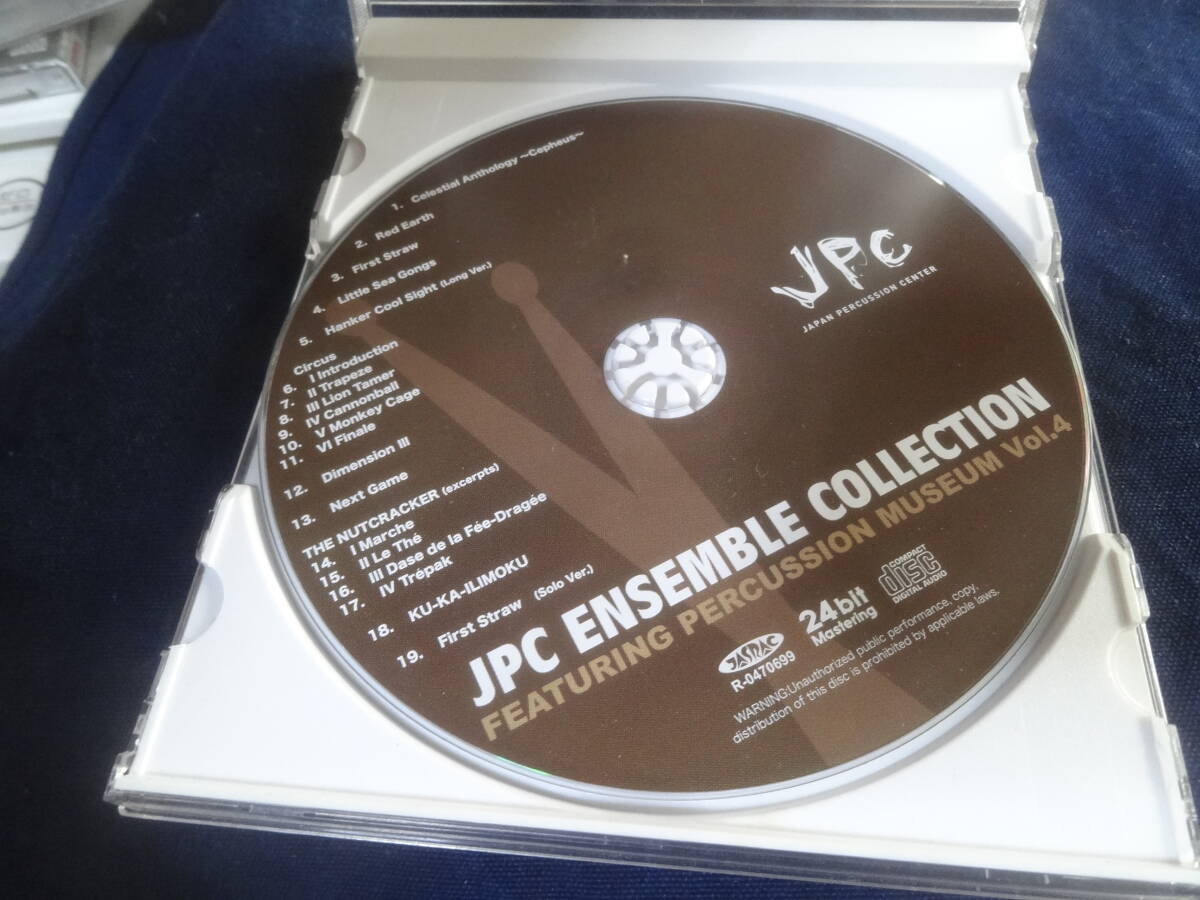 1. Celestial Anthology ~Cepheus~
2. Red Earth
3. First Straw
4. Little Sea Gongs
5. Hanker Cool Sight (Long Ver.)
Circus
6. I Introduction
7. II Trapeze
8. III Lion Tamer
9. IV Cannonball
10. V Monkey Cage
11. VI Finale
12. Dimension III
13. Next Game
THE NUTCRACKER (excerpts)
14. I Marche
15. II Le Thé
16. III Dase de la Fée-Dragée
17. IV Trépak
18. KU-KA-ILIMOKU
19. First Straw (Solo Ver.)
JPC
JAPAN PERCUSSION CENTER
JPC ENSEMBLE COLLECTION
FEATURING PERCUSSION MUSEUM Vol.4
JASRAC
R-0470699
24bit
Mastering
COMPACT
disc
DIGITAL AUDIO
WARNING:Unauthorized public performance, copy,
distribution of this disc is prohibited by applicable laws.